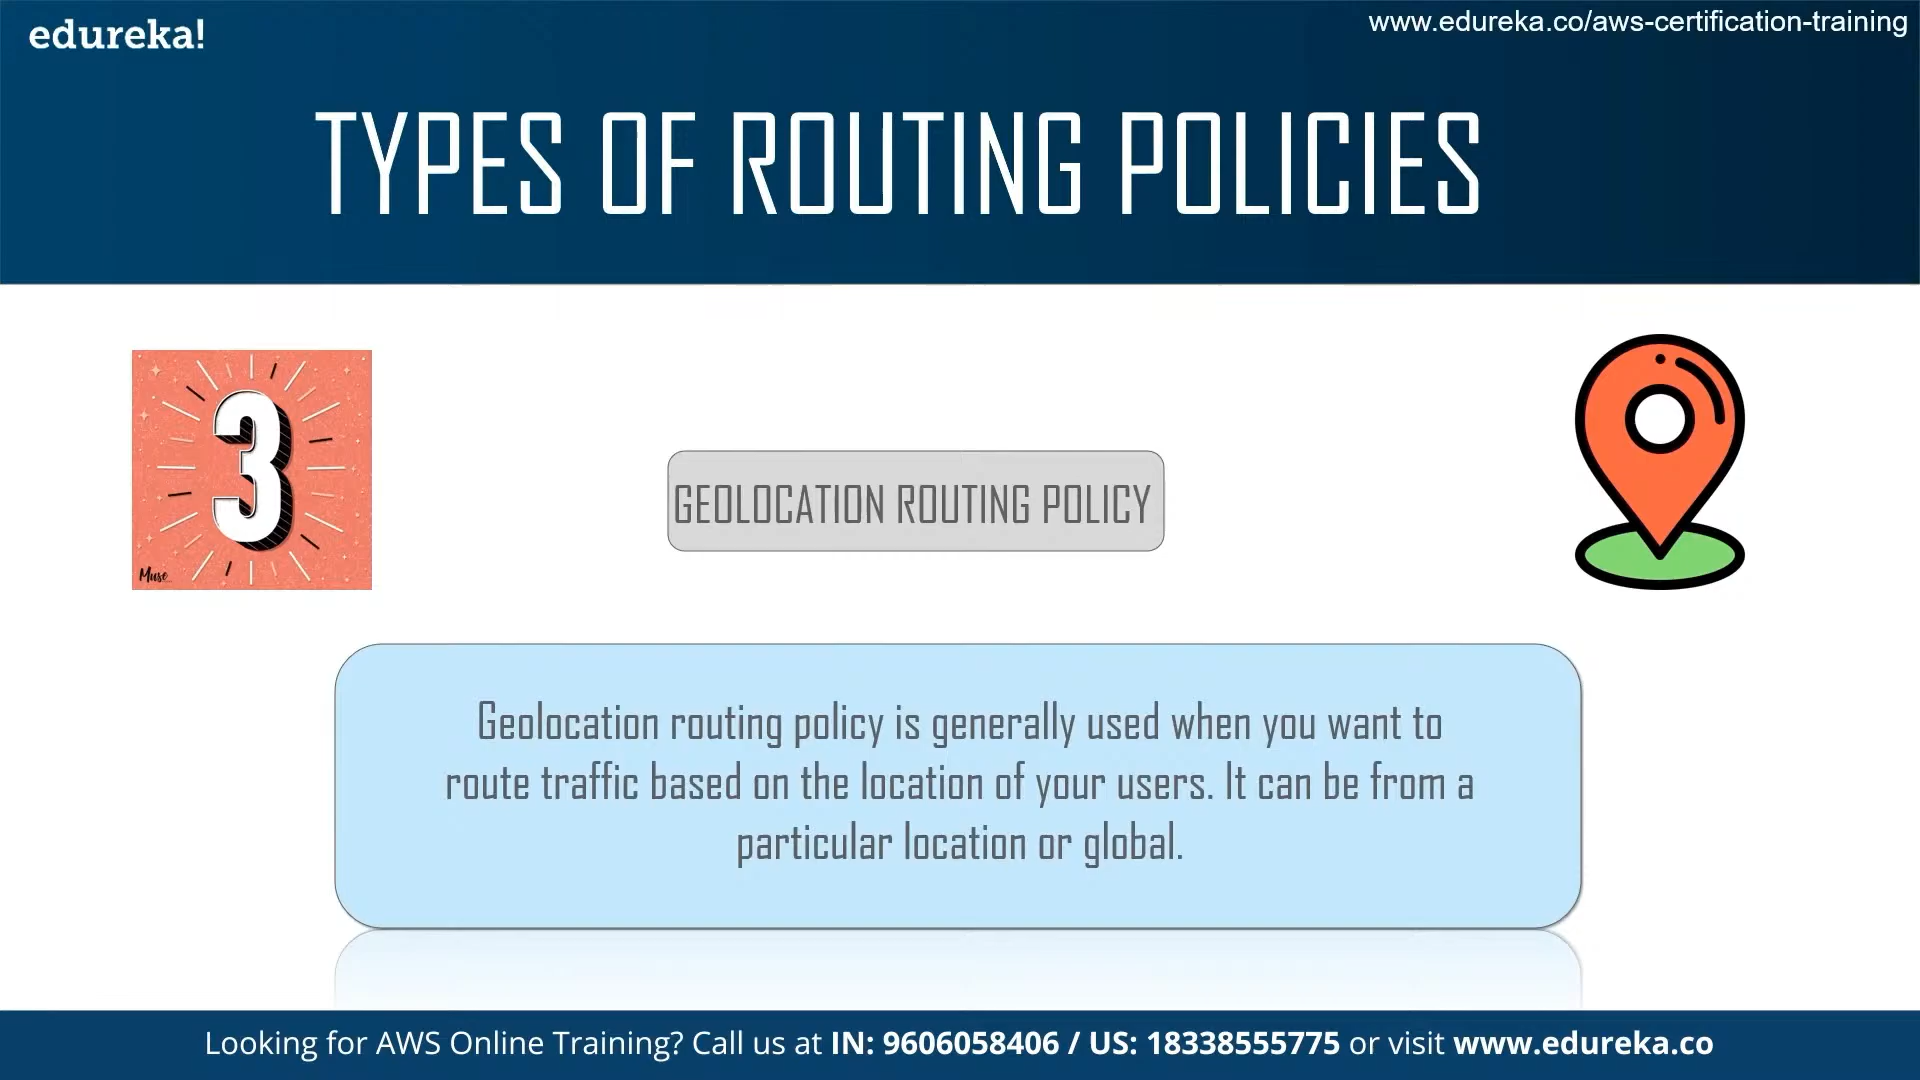 edureka!
www.edureka.co/aws-certification-training
TYPES OF ROUTING POLICIES
3
Muse
GEOLOCATION ROUTING POLICY
Geolocation routing policy is generally used when you want to
route traffic based on the location of your users. It can be from a
particular location or global.
Looking for AWS Online Training? Call us at IN: 9606058406 / US: 18338555775 or visit www.edureka.co